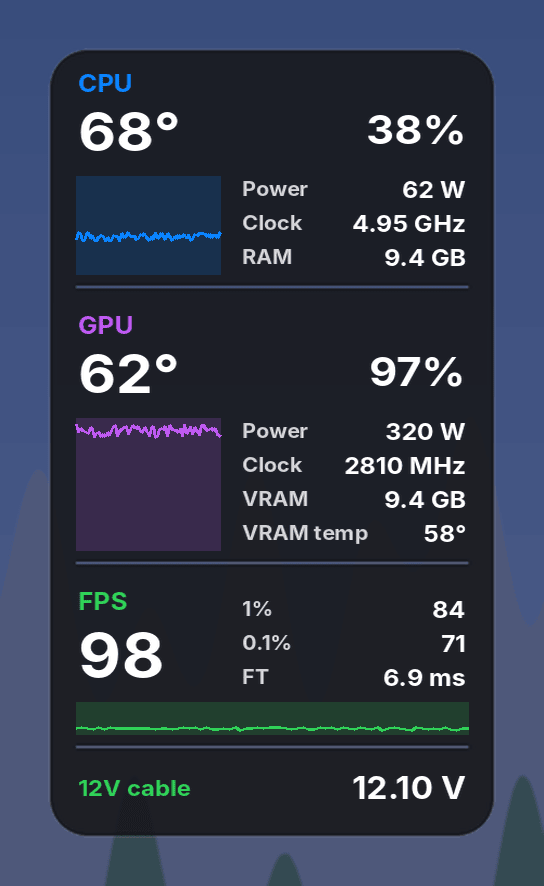 CPU
68° 38%
Power 62 W
Clock 4.95 GHz
RAM 9.4 GB
GPU
62° 97%
Power 320 W
Clock 2810 MHz
VRAM 9.4 GB
VRAM temp 58°
FPS
98
1% 84
0.1% 71
FT 6.9 ms
12V cable 12.10 V